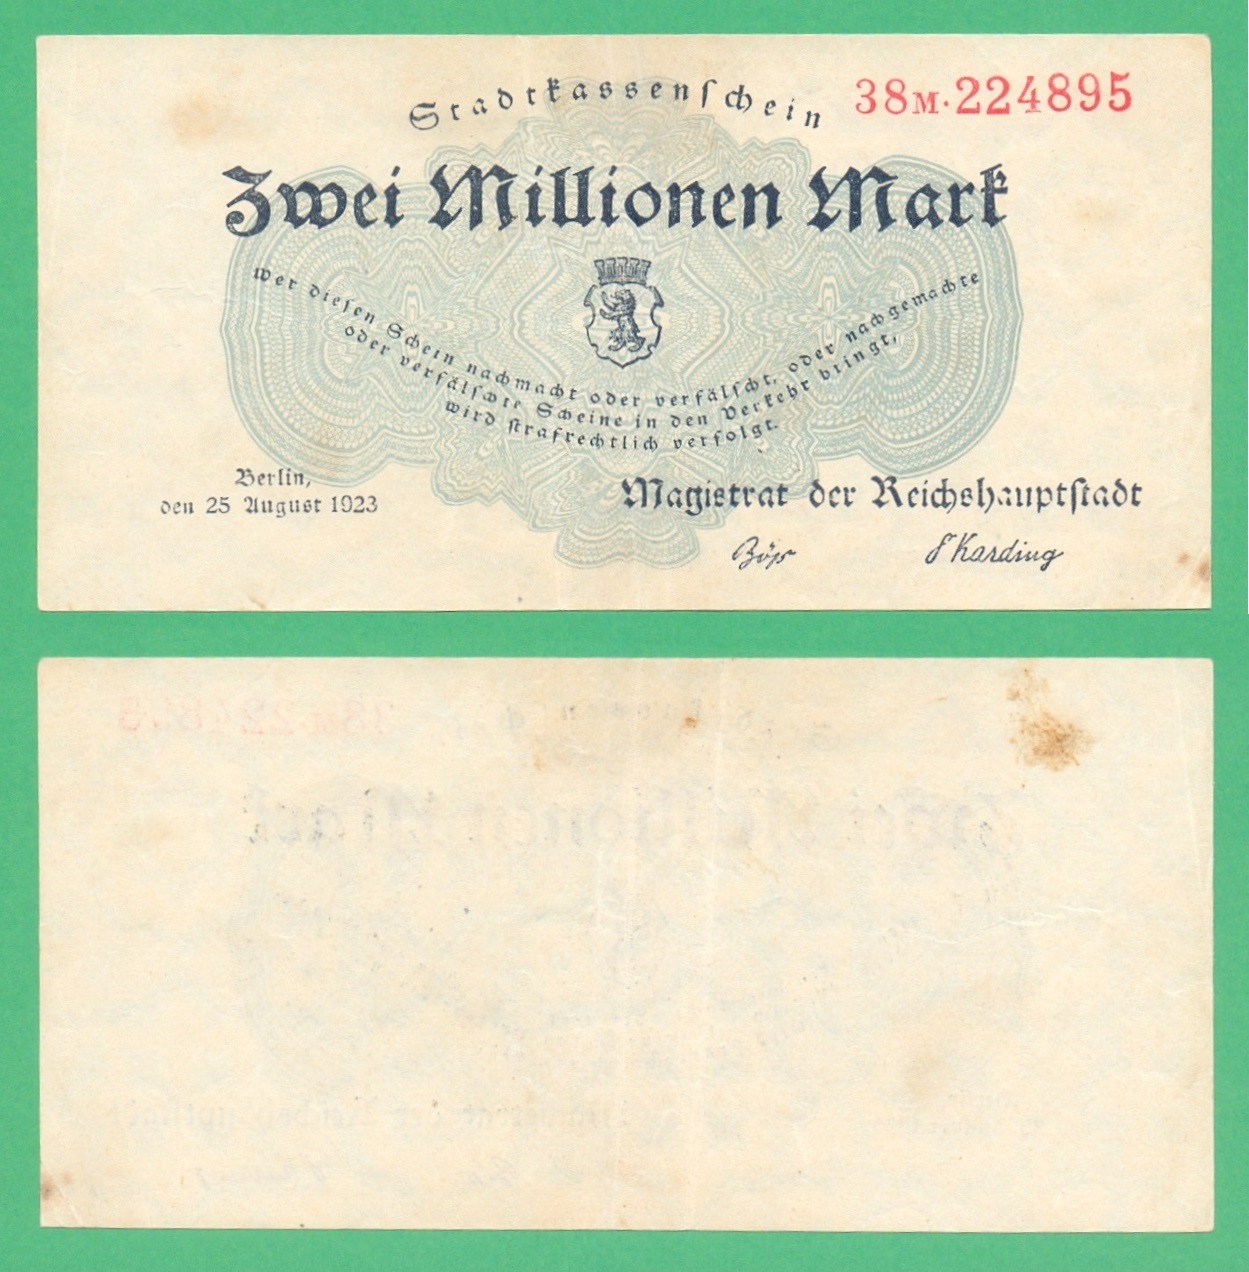 Stadtkassenschein
38M·224895
Zwei Millionen Mark
Wer diesen Schein nachmacht oder verfälscht, oder nachgemachte
oder verfälschte Scheine in den Verkehr bringt,
wird strafrechtlich verfolgt.
Berlin,
den 25 August 1923
Magistrat der Reichshauptstadt
Böß
Karding